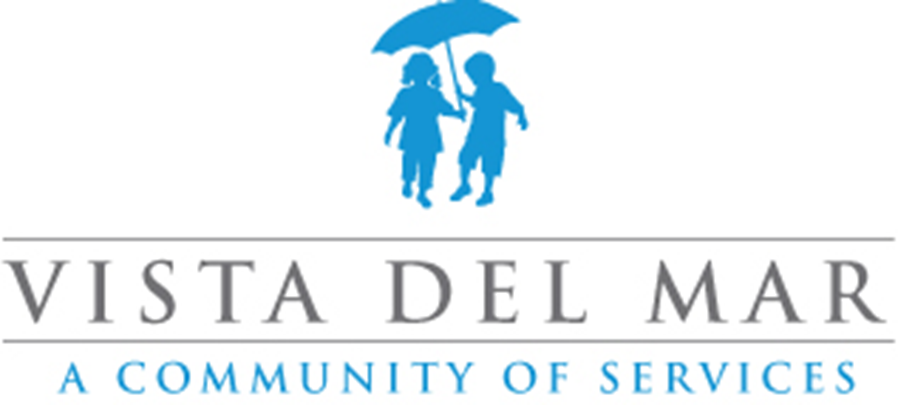 VISTA DEL MAR
A COMMUNITY OF SERVICES